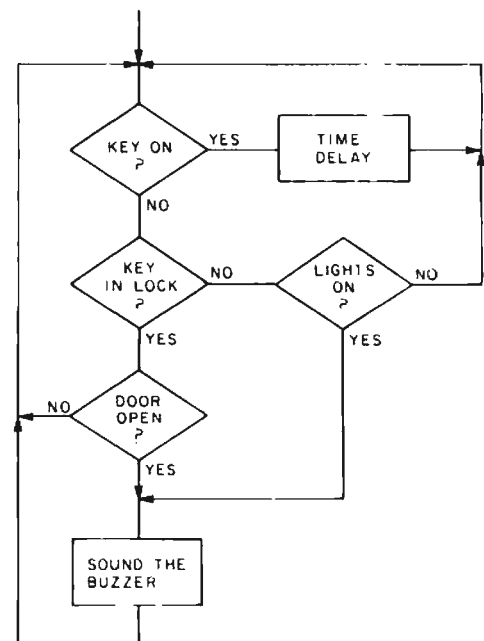 KEY ON
?
YES
TIME
DELAY
NO
KEY
IN LOCK
?
NO
LIGHTS
ON
?
NO
YES
YES
NO
DOOR
OPEN
?
YES
SOUND THE
BUZZER